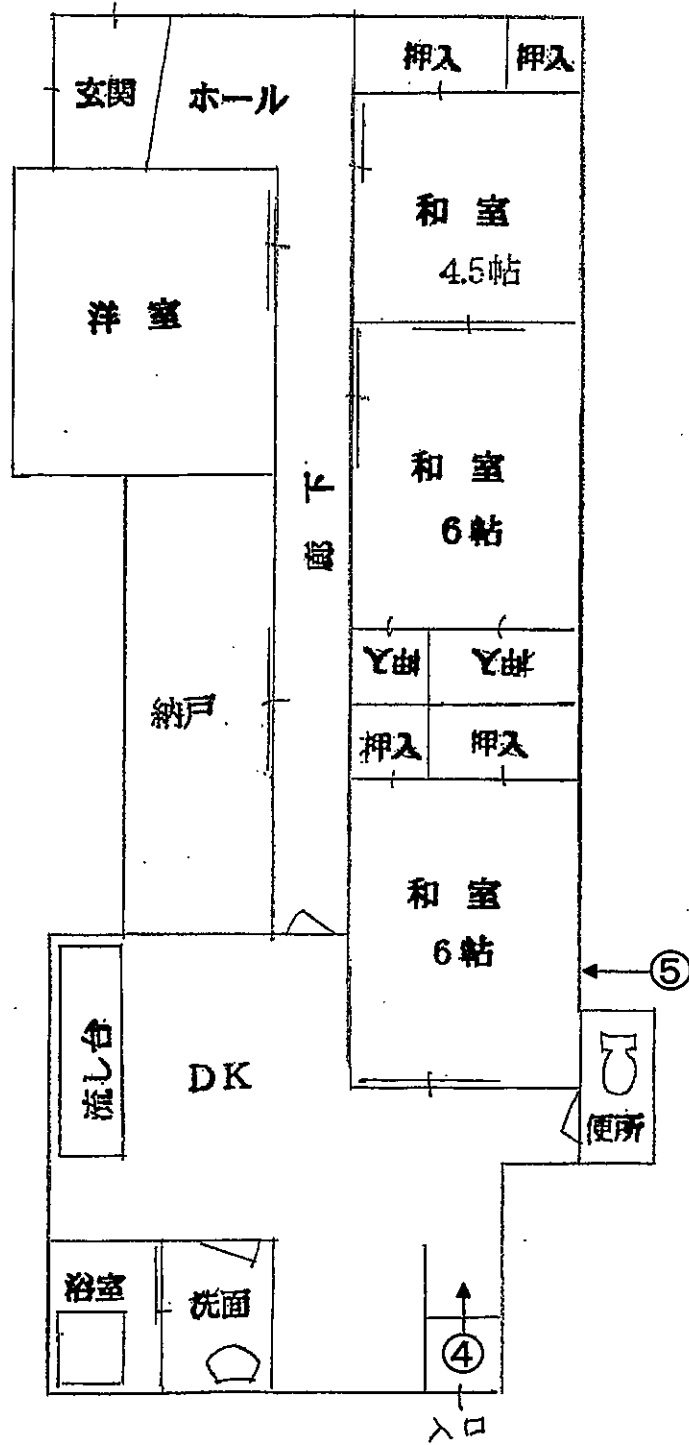 玄関
ホール
押入
押入
和室
4.5帖
洋室
和室
6帖
廊下
押入
押入
納戸
押入
押入
和室
6帖
⑤
流し台
DK
便所
浴室
洗面
④
入口